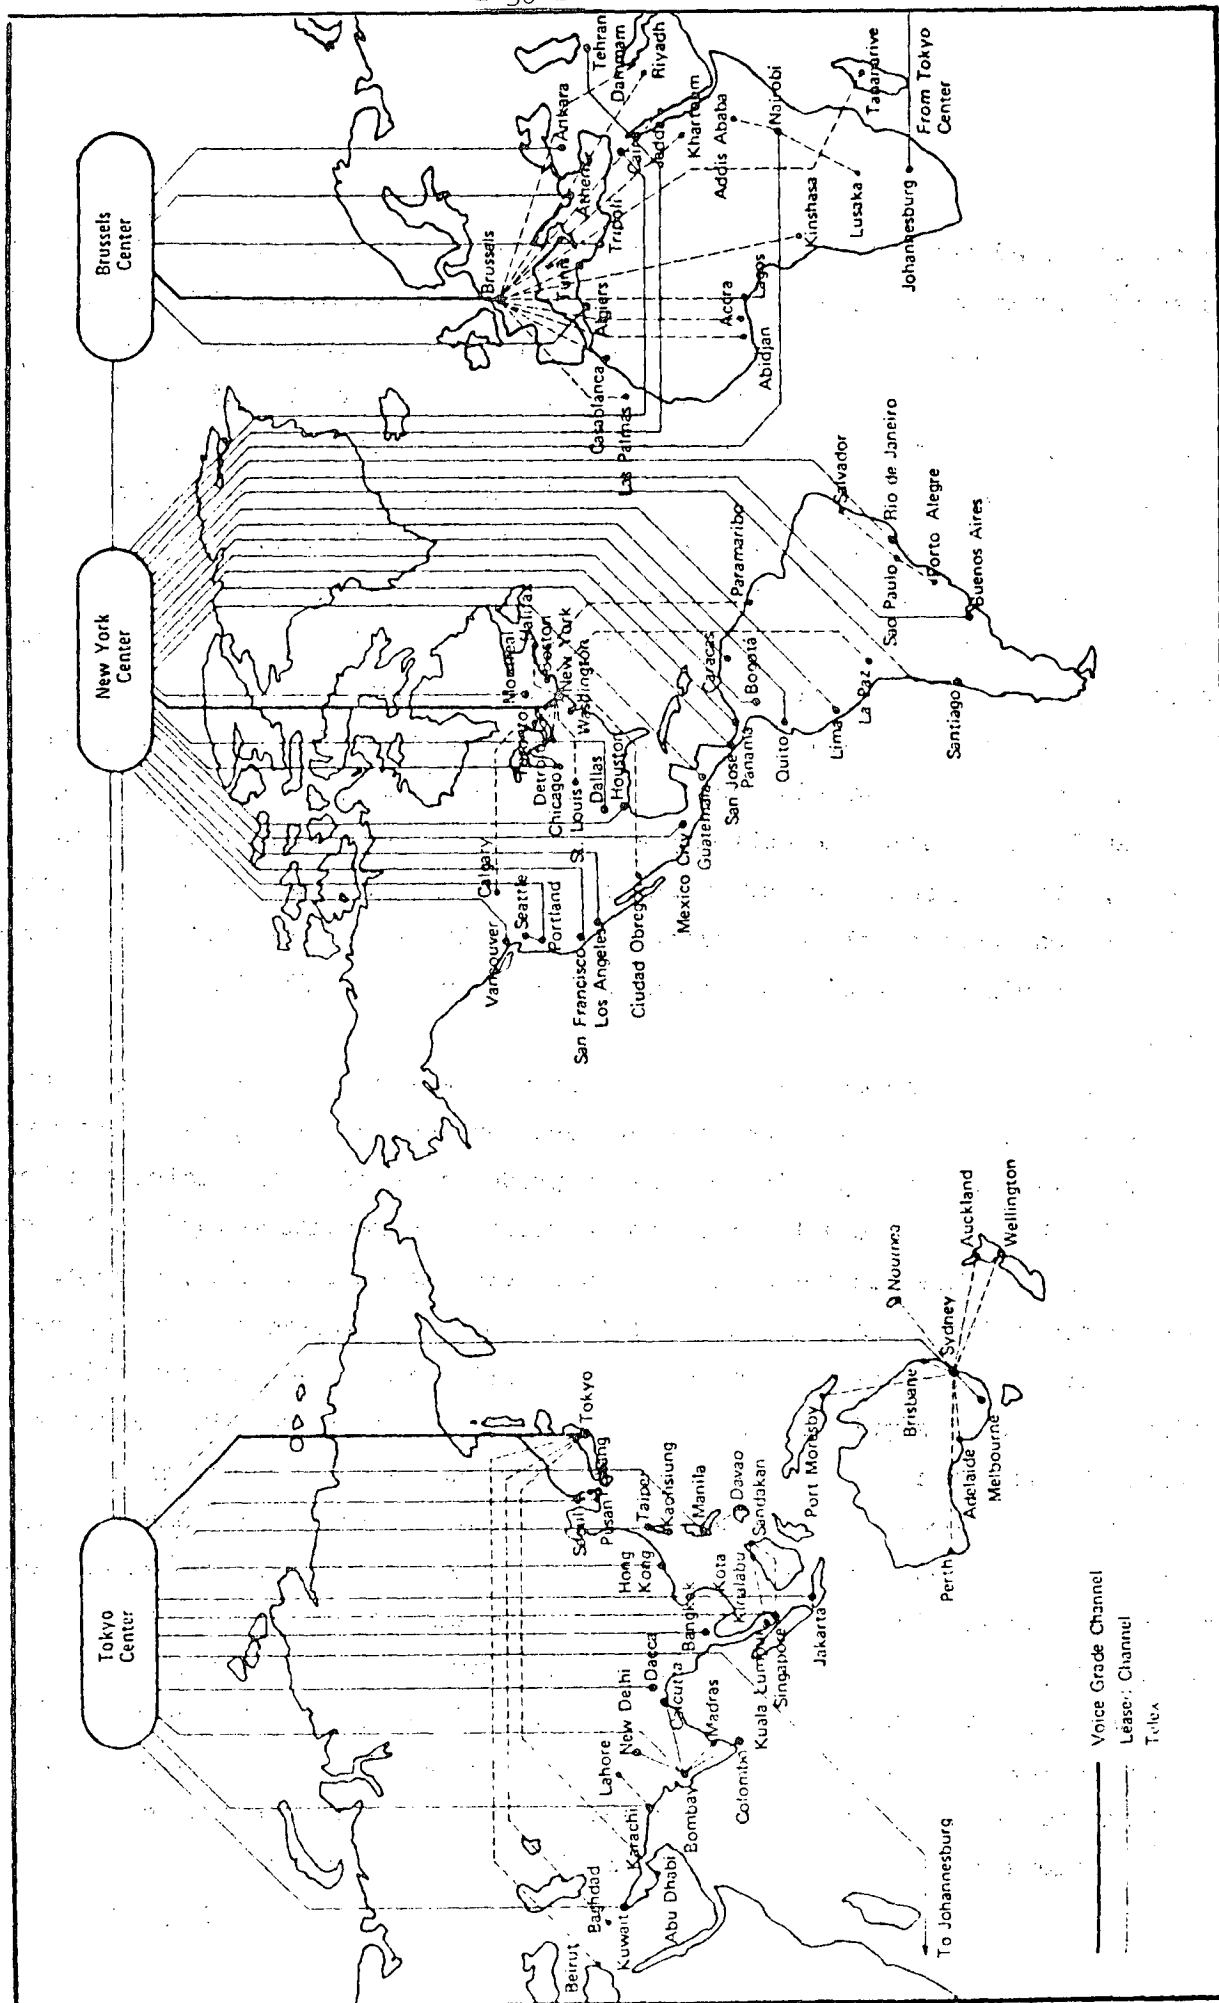 Tokyo
Center
New York
Center
Brussels
Center
Beirut
Baghdad
Kuwait
Abu Dhabi
Karachi
Lahore
New Delhi
Bombay
Colombo
Madras
Calcutta
Dacca
Bangkok
Kuala Lumpur
Singapore
Jakarta
Kota
Kinalabu
Sandakan
Davao
Manila
Hong
Kong
Taipei
Kaohsiung
Seoul
Pusan
Tokyo
Port Moresby
Perth
Adelaide
Melbourne
Brisbane
Sydney
Noumea
Auckland
Wellington
To Johannesburg
Vancouver
Calgary
Seattle
Portland
San Francisco
Los Angeles
Ciudad Obregon
Mexico City
Guatemala
San Jose
Panama
Houston
Dallas
St. Louis
Chicago
Detroit
Toronto
Montreal
Halifax
Boston
New York
Washington
Caracas
Bogotá
Paramaribo
Quito
Lima
La Paz
Santiago
Salvador
Rio de Janeiro
Sao Paulo
Porto Alegre
Buenos Aires
Brussels
Casablanca
Las Palmas
Algiers
Tunis
Tripoli
Athens
Ankara
Cairo
Tehran
Dammam
Riyadh
Jedda
Khartoum
Addis Ababa
Nairobi
Abidjan
Accra
Lagos
Kinshasa
Lusaka
Johannesburg
Tananarive
From Tokyo
Center
Voice Grade Channel
Leased Channel
Telex